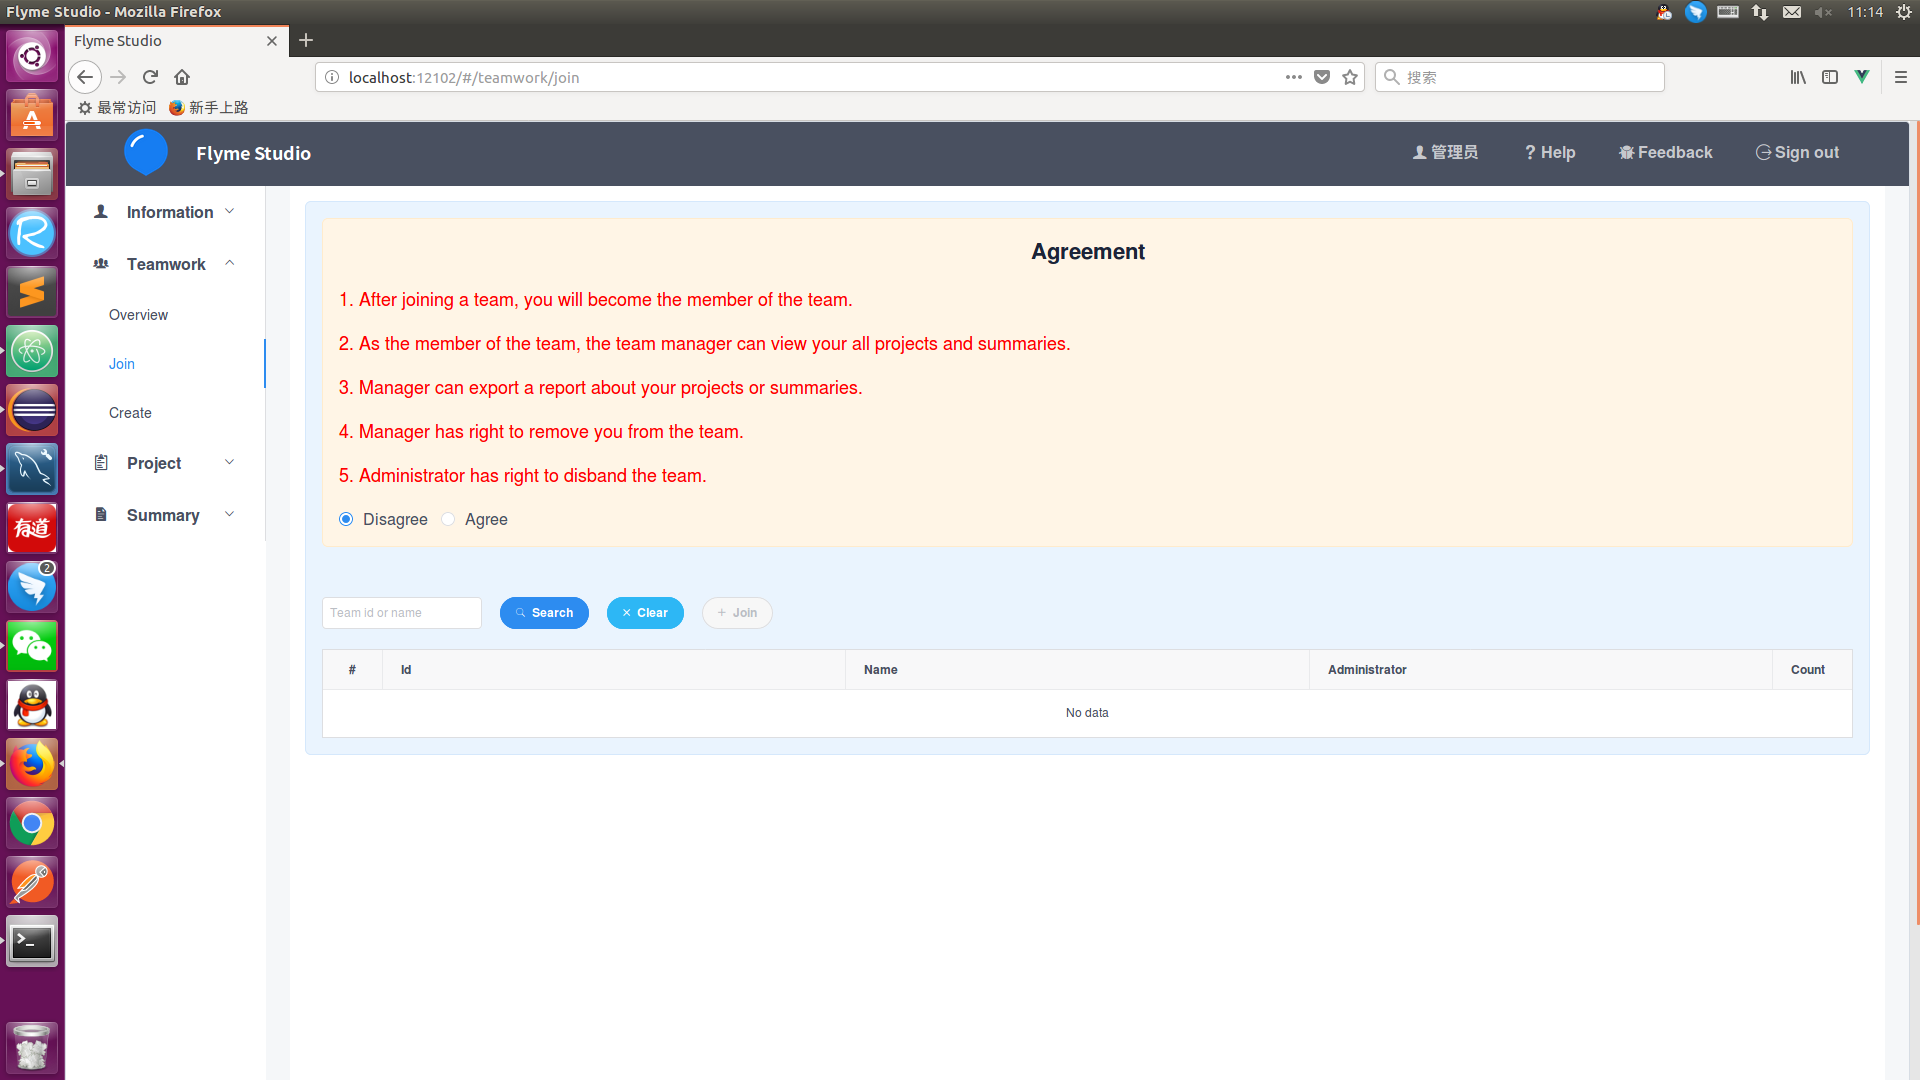 Flyme Studio - Mozilla Firefox
11:14
Flyme Studio
localhost:12102/#/teamwork/join
搜索
最常访问
新手上路
Flyme Studio
管理员
Help
Feedback
Sign out
Information
Teamwork
Overview
Join
Create
Project
Summary
Agreement
1. After joining a team, you will become the member of the team.
2. As the member of the team, the team manager can view your all projects and summaries.
3. Manager can export a report about your projects or summaries.
4. Manager has right to remove you from the team.
5. Administrator has right to disband the team.
Disagree
Agree
Team id or name
Search
Clear
Join
# Id Name Administrator Count
No data
有道
2